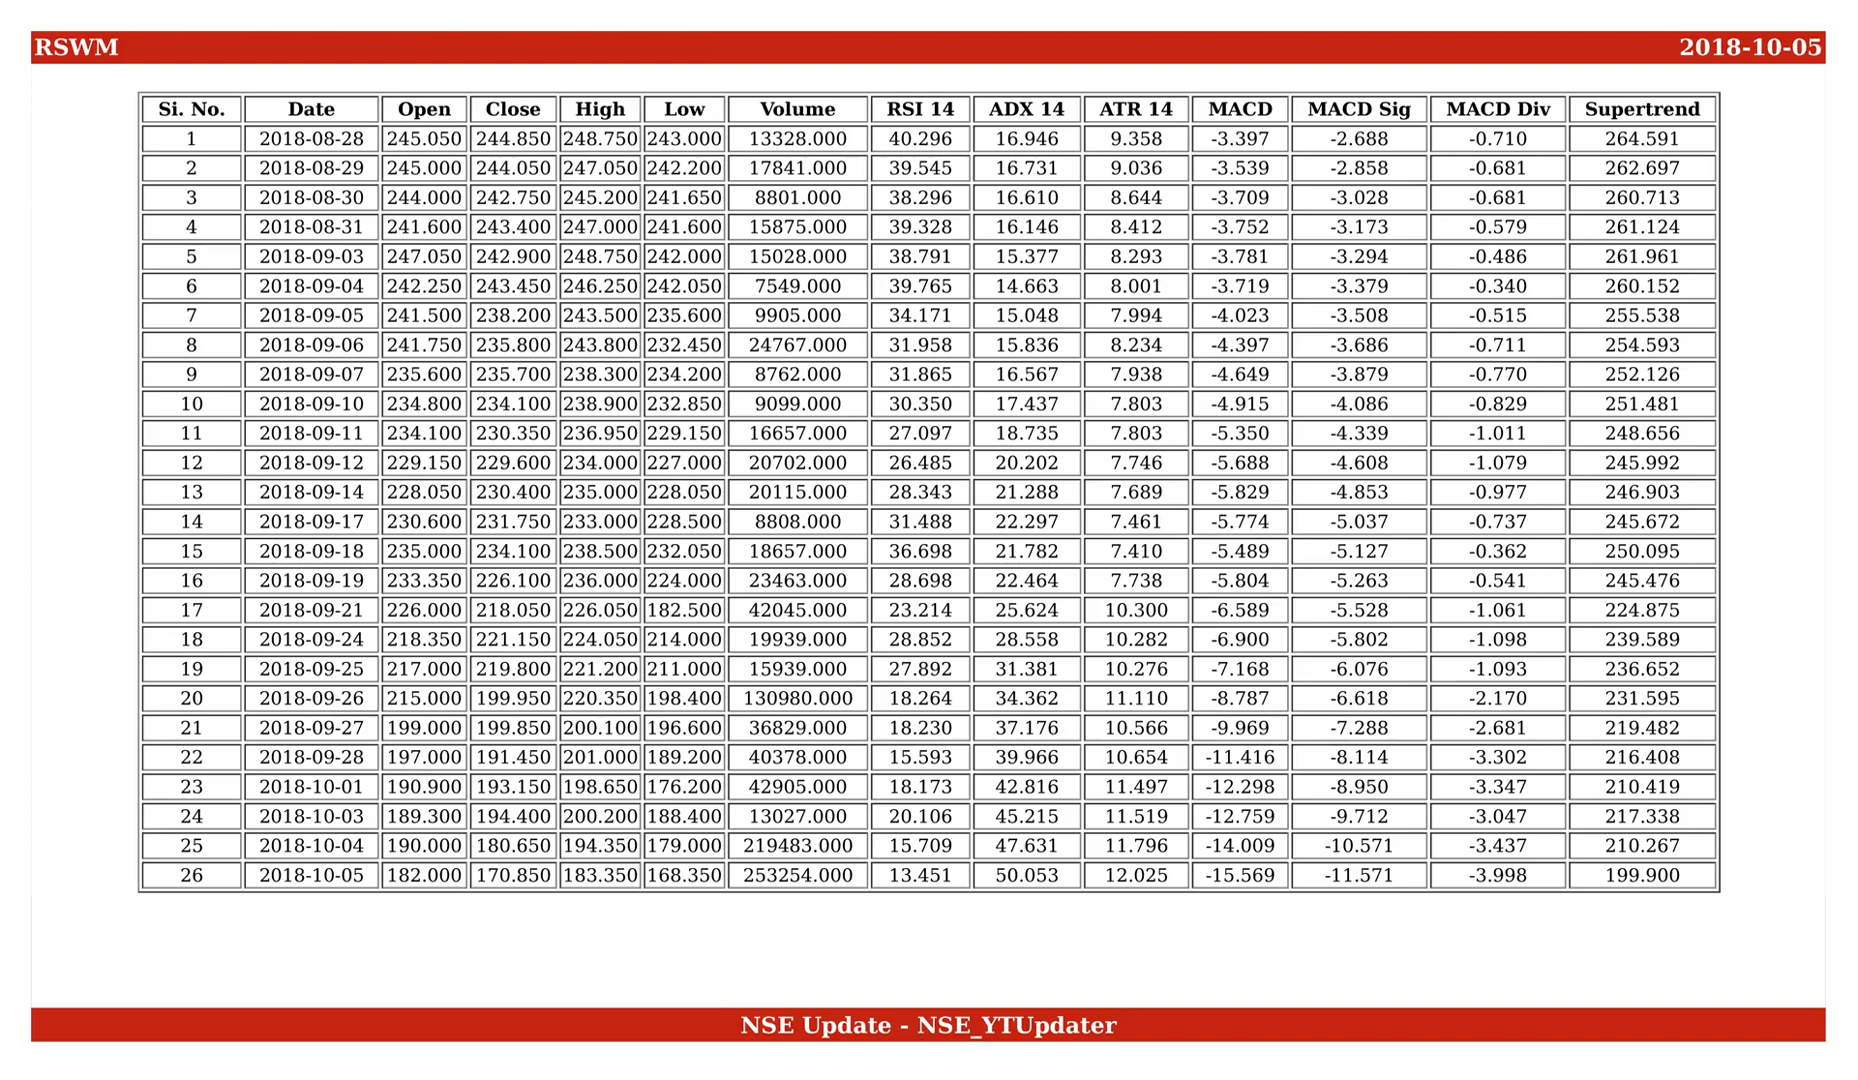 RSWM 2018-10-05
Si. No. Date Open Close High Low Volume RSI 14 ADX 14 ATR 14 MACD MACD Sig MACD Div Supertrend
1 2018-08-28 245.050 244.850 248.750 243.000 13328.000 40.296 16.946 9.358 -3.397 -2.688 -0.710 264.591
2 2018-08-29 245.000 244.050 247.050 242.200 17841.000 39.545 16.731 9.036 -3.539 -2.858 -0.681 262.697
3 2018-08-30 244.000 242.750 245.200 241.650 8801.000 38.296 16.610 8.644 -3.709 -3.028 -0.681 260.713
4 2018-08-31 241.600 243.400 247.000 241.600 15875.000 39.328 16.146 8.412 -3.752 -3.173 -0.579 261.124
5 2018-09-03 247.050 242.900 248.750 242.000 15028.000 38.791 15.377 8.293 -3.781 -3.294 -0.486 261.961
6 2018-09-04 242.250 243.450 246.250 242.050 7549.000 39.765 14.663 8.001 -3.719 -3.379 -0.340 260.152
7 2018-09-05 241.500 238.200 243.500 235.600 9905.000 34.171 15.048 7.994 -4.023 -3.508 -0.515 255.538
8 2018-09-06 241.750 235.800 243.800 232.450 24767.000 31.958 15.836 8.234 -4.397 -3.686 -0.711 254.593
9 2018-09-07 235.600 235.700 238.300 234.200 8762.000 31.865 16.567 7.938 -4.649 -3.879 -0.770 252.126
10 2018-09-10 234.800 234.100 238.900 232.850 9099.000 30.350 17.437 7.803 -4.915 -4.086 -0.829 251.481
11 2018-09-11 234.100 230.350 236.950 229.150 16657.000 27.097 18.735 7.803 -5.350 -4.339 -1.011 248.656
12 2018-09-12 229.150 229.600 234.000 227.000 20702.000 26.485 20.202 7.746 -5.688 -4.608 -1.079 245.992
13 2018-09-14 228.050 230.400 235.000 228.050 20115.000 28.343 21.288 7.689 -5.829 -4.853 -0.977 246.903
14 2018-09-17 230.600 231.750 233.000 228.500 8808.000 31.488 22.297 7.461 -5.774 -5.037 -0.737 245.672
15 2018-09-18 235.000 234.100 238.500 232.050 18657.000 36.698 21.782 7.410 -5.489 -5.127 -0.362 250.095
16 2018-09-19 233.350 226.100 236.000 224.000 23463.000 28.698 22.464 7.738 -5.804 -5.263 -0.541 245.476
17 2018-09-21 226.000 218.050 226.050 182.500 42045.000 23.214 25.624 10.300 -6.589 -5.528 -1.061 224.875
18 2018-09-24 218.350 221.150 224.050 214.000 19939.000 28.852 28.558 10.282 -6.900 -5.802 -1.098 239.589
19 2018-09-25 217.000 219.800 221.200 211.000 15939.000 27.892 31.381 10.276 -7.168 -6.076 -1.093 236.652
20 2018-09-26 215.000 199.950 220.350 198.400 130980.000 18.264 34.362 11.110 -8.787 -6.618 -2.170 231.595
21 2018-09-27 199.000 199.850 200.100 196.600 36829.000 18.230 37.176 10.566 -9.969 -7.288 -2.681 219.482
22 2018-09-28 197.000 191.450 201.000 189.200 40378.000 15.593 39.966 10.654 -11.416 -8.114 -3.302 216.408
23 2018-10-01 190.900 193.150 198.650 176.200 42905.000 18.173 42.816 11.497 -12.298 -8.950 -3.347 210.419
24 2018-10-03 189.300 194.400 200.200 188.400 13027.000 20.106 45.215 11.519 -12.759 -9.712 -3.047 217.338
25 2018-10-04 190.000 180.650 194.350 179.000 219483.000 15.709 47.631 11.796 -14.009 -10.571 -3.437 210.267
26 2018-10-05 182.000 170.850 183.350 168.350 253254.000 13.451 50.053 12.025 -15.569 -11.571 -3.998 199.900
NSE Update - NSE_YTUpdater